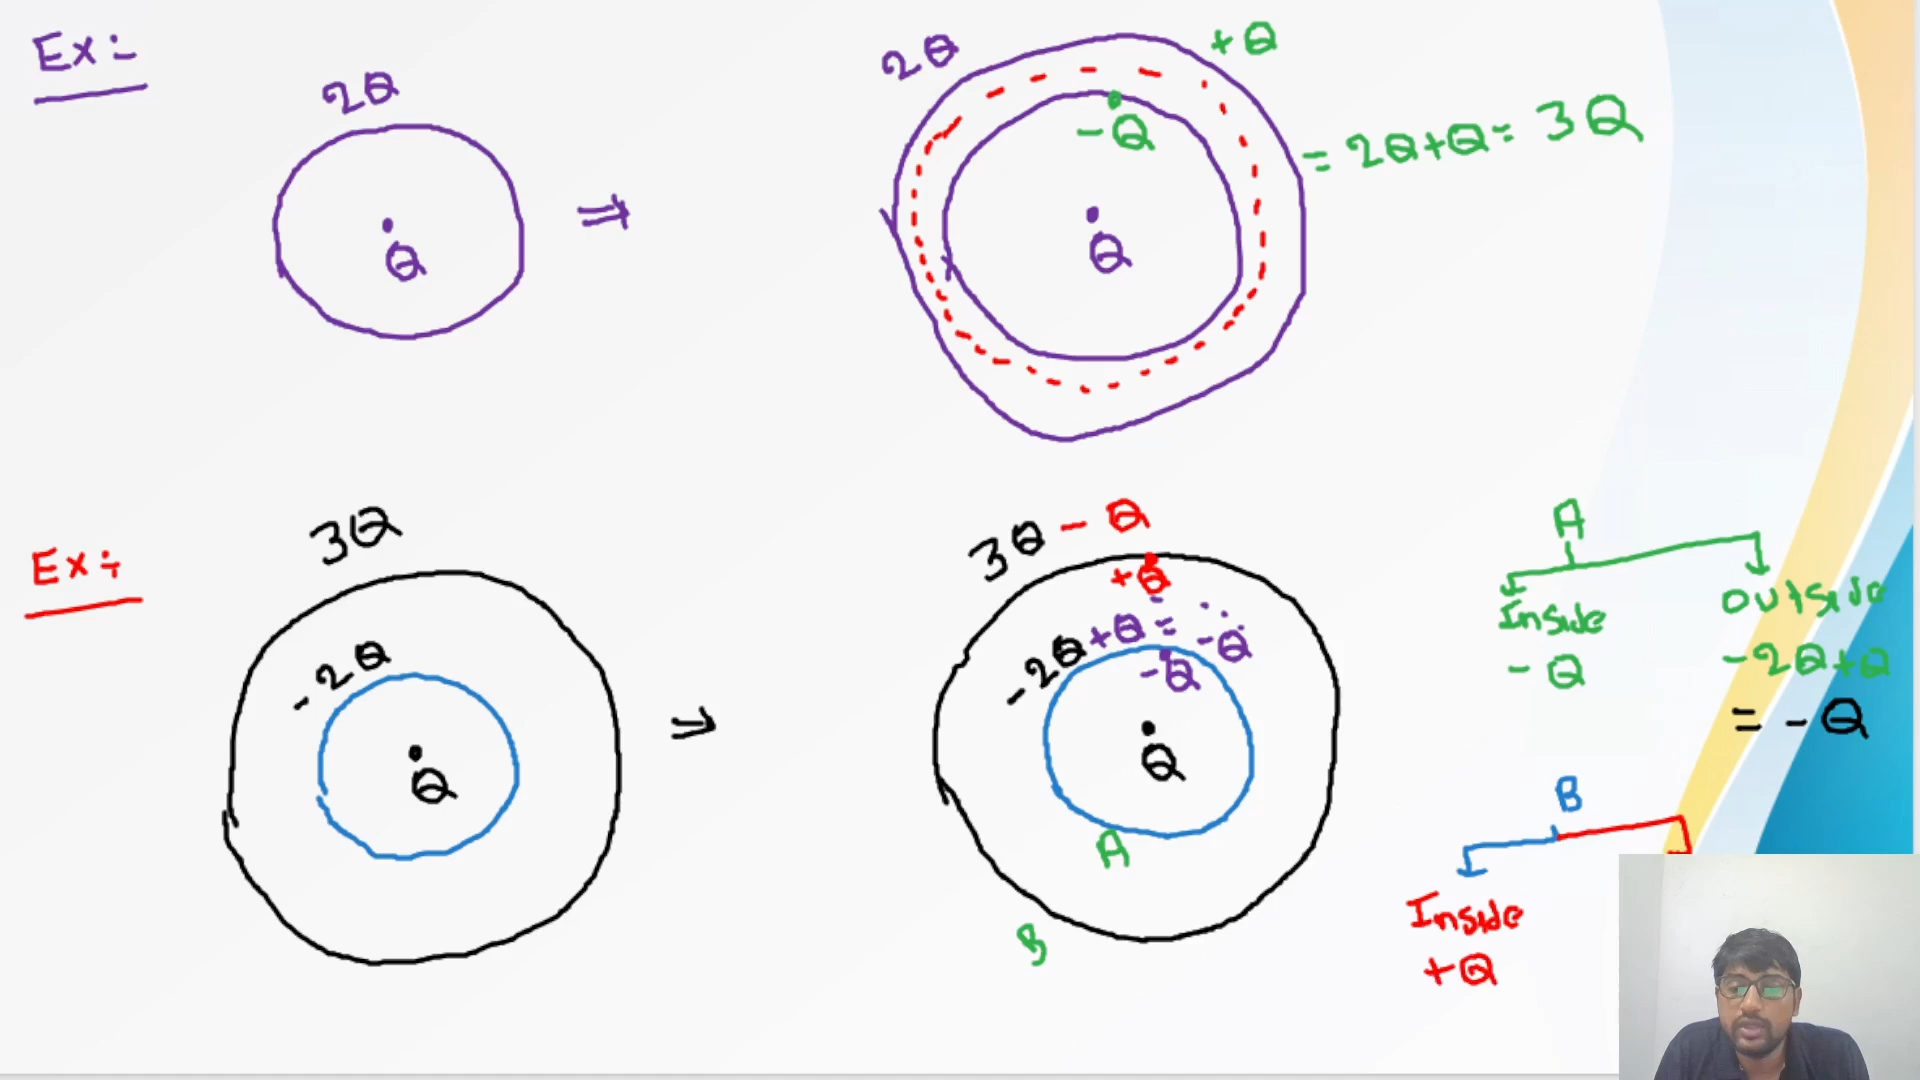 Ex:-
2Q
Q
⇒
2Q
+Q
-Q
Q
= 2Q+Q = 3Q
Ex:-
3Q
-2Q
Q
⇒
3Q - Q
+Q
-2Q+Q = -Q
-Q
Q
A
B
A
Inside
Outside
-Q
-2Q+Q
= -Q
B
Inside
+Q